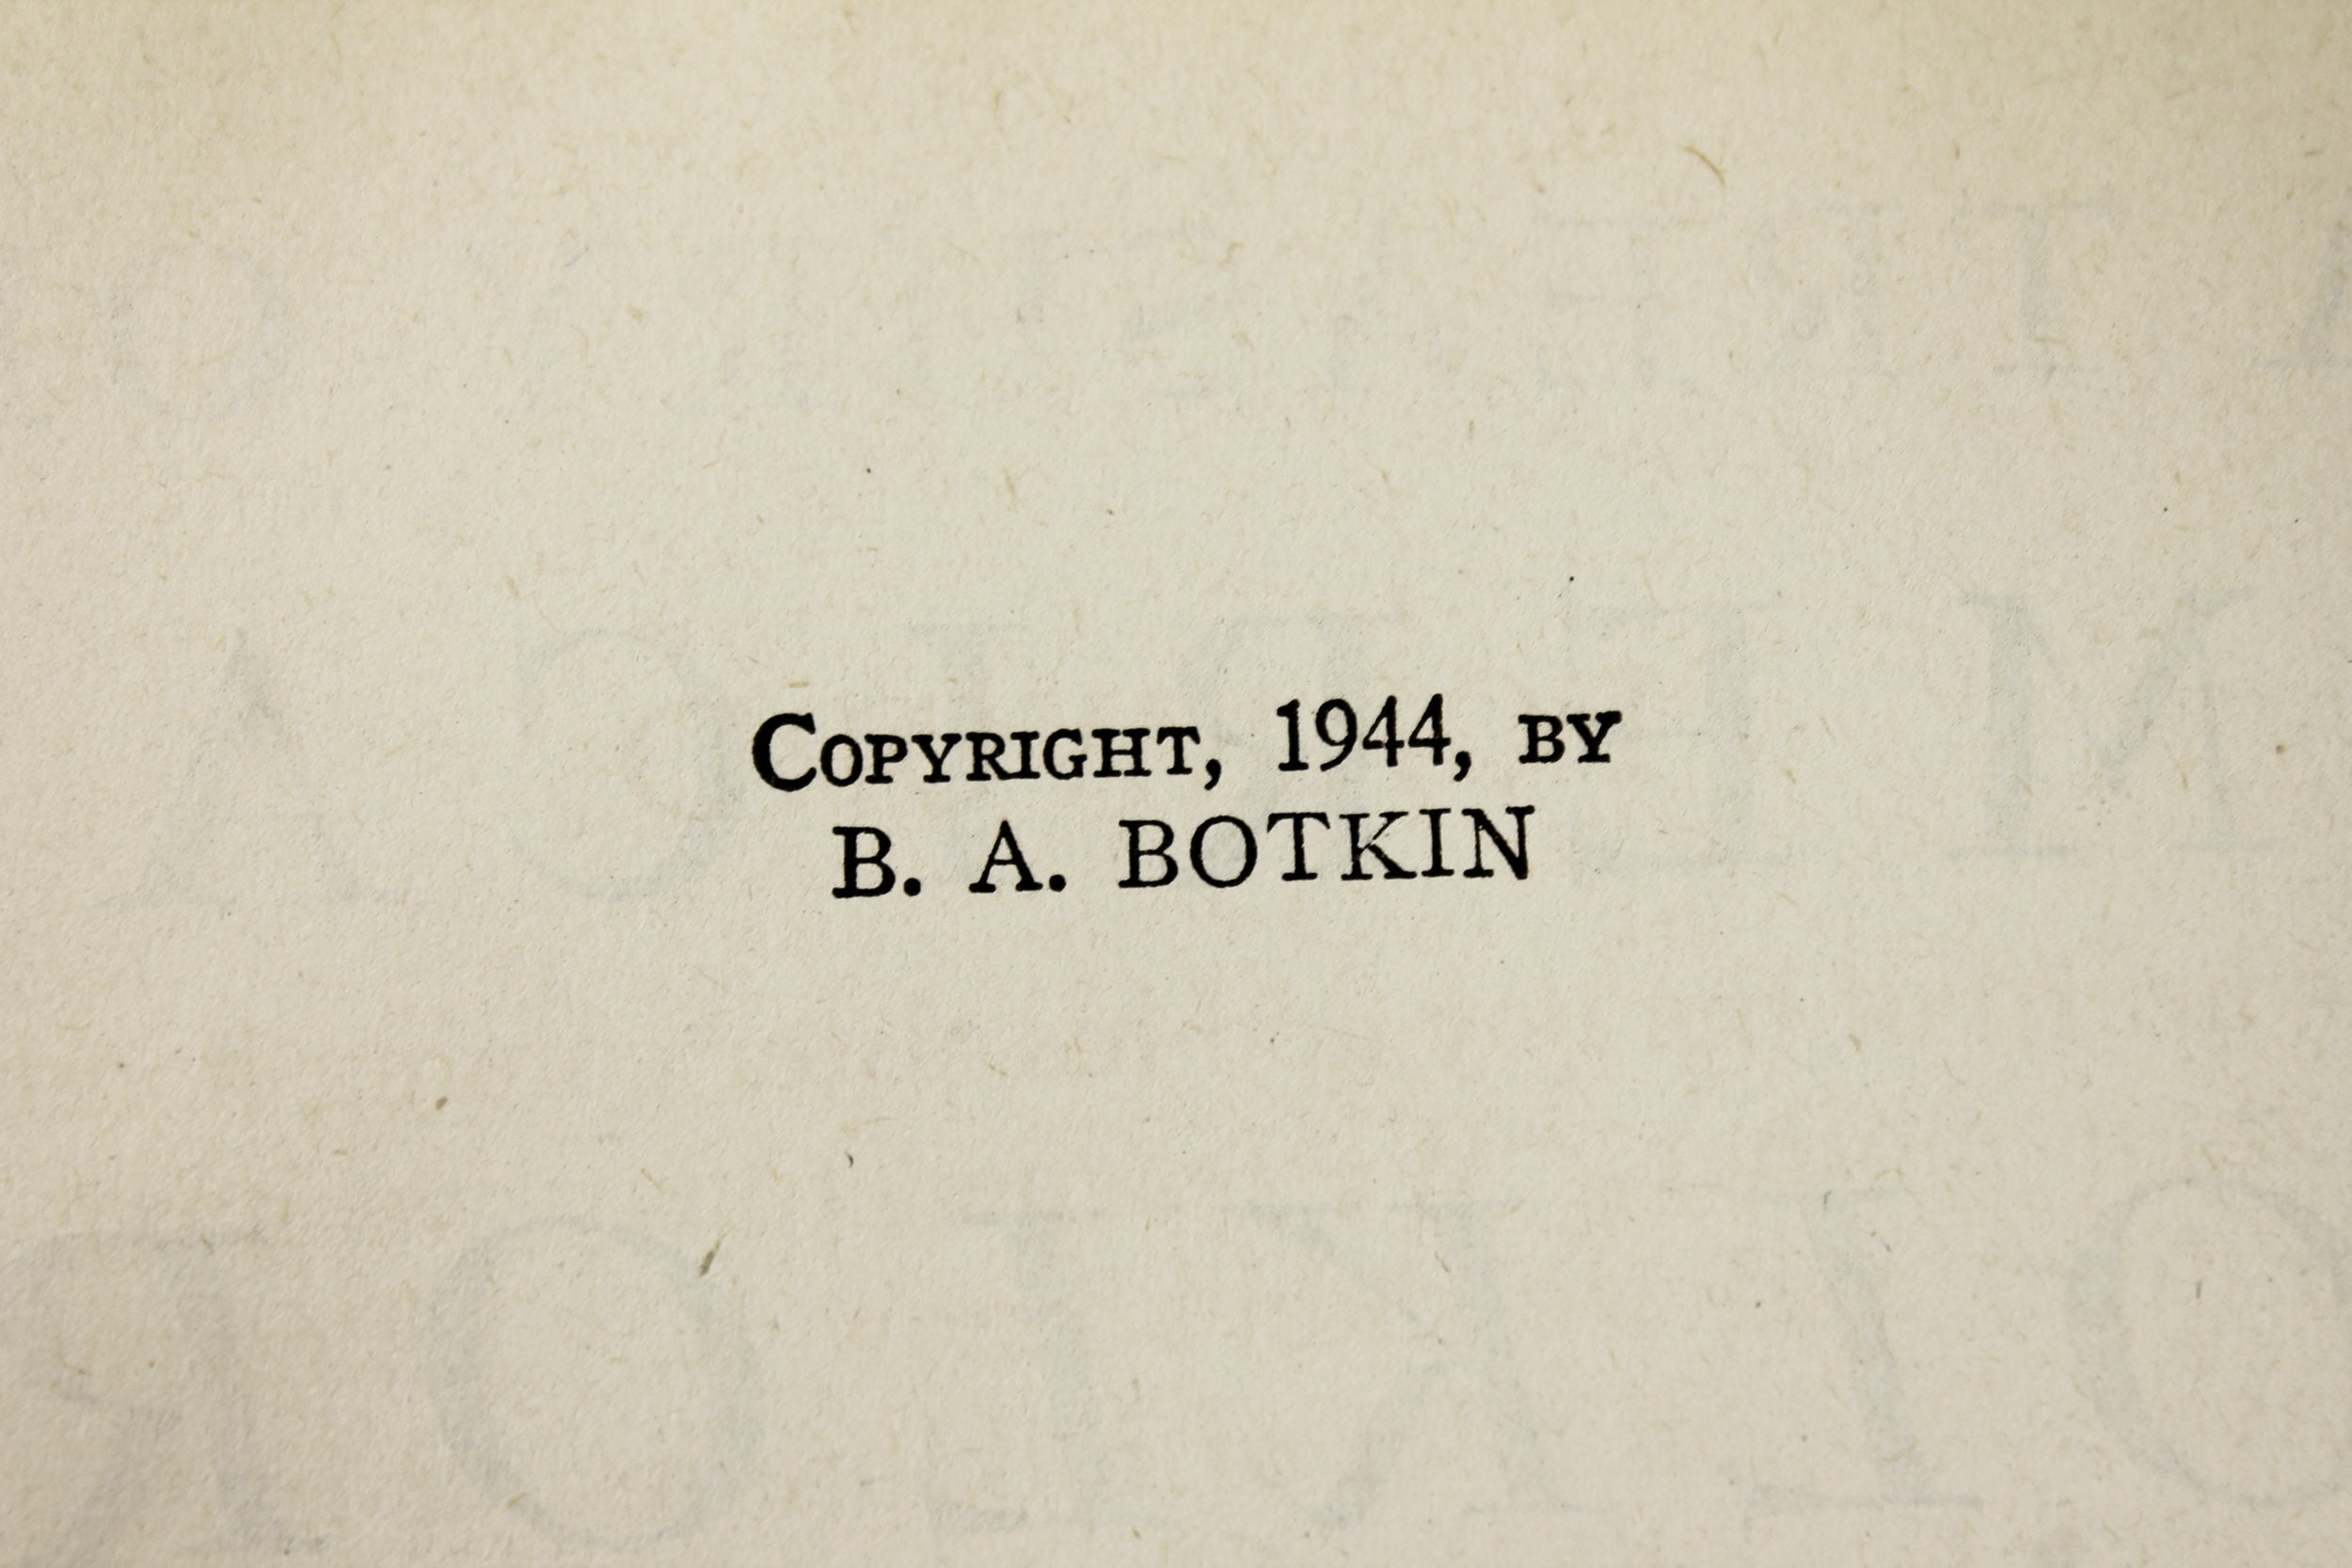 COPYRIGHT, 1944, BY
B. A. BOTKIN